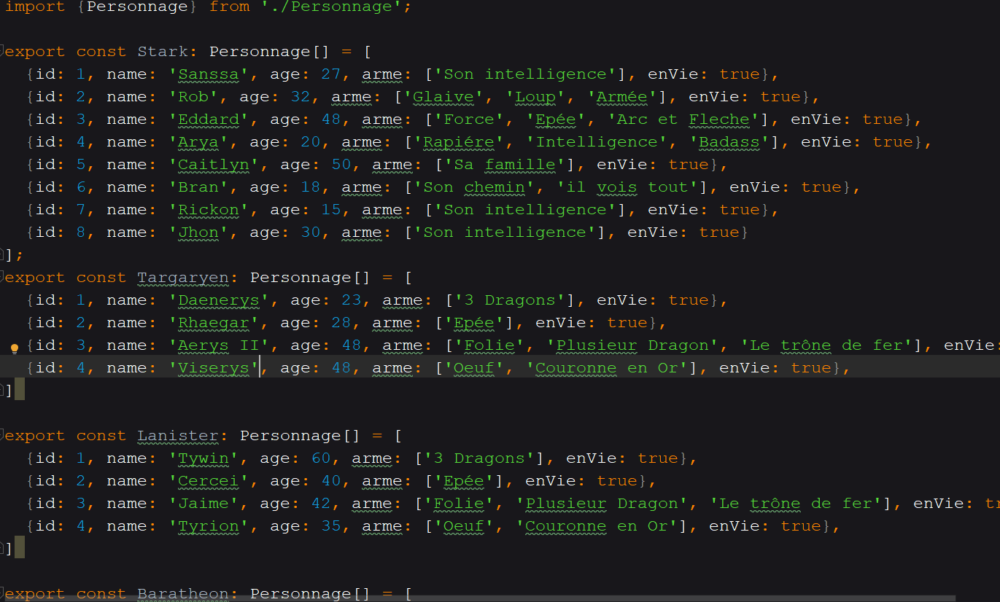 import {Personnage} from './Personnage';
export const Stark: Personnage[] = [
{id: 1, name: 'Sanssa', age: 27, arme: ['Son intelligence'], enVie: true},
{id: 2, name: 'Rob', age: 32, arme: ['Glaive', 'Loup', 'Armée'], enVie: true},
{id: 3, name: 'Eddard', age: 48, arme: ['Force', 'Epée', 'Arc et Fleche'], enVie: true},
{id: 4, name: 'Arya', age: 20, arme: ['Rapiére', 'Intelligence', 'Badass'], enVie: true},
{id: 5, name: 'Caitlyn', age: 50, arme: ['Sa famille'], enVie: true},
{id: 6, name: 'Bran', age: 18, arme: ['Son chemin', 'il vois tout'], enVie: true},
{id: 7, name: 'Rickon', age: 15, arme: ['Son intelligence'], enVie: true},
{id: 8, name: 'Jhon', age: 30, arme: ['Son intelligence'], enVie: true}
];
export const Targaryen: Personnage[] = [
{id: 1, name: 'Daenerys', age: 23, arme: ['3 Dragons'], enVie: true},
{id: 2, name: 'Rhaegar', age: 28, arme: ['Epée'], enVie: true},
{id: 3, name: 'Aerys II', age: 48, arme: ['Folie', 'Plusieur Dragon', 'Le trône de fer'], enVie:
{id: 4, name: 'Viserys', age: 48, arme: ['Oeuf', 'Couronne en Or'], enVie: true},
]
export const Lanister: Personnage[] = [
{id: 1, name: 'Tywin', age: 60, arme: ['3 Dragons'], enVie: true},
{id: 2, name: 'Cercei', age: 40, arme: ['Epée'], enVie: true},
{id: 3, name: 'Jaime', age: 42, arme: ['Folie', 'Plusieur Dragon', 'Le trône de fer'], enVie: tr
{id: 4, name: 'Tyrion', age: 35, arme: ['Oeuf', 'Couronne en Or'], enVie: true},
]
export const Baratheon: Personnage[] = [